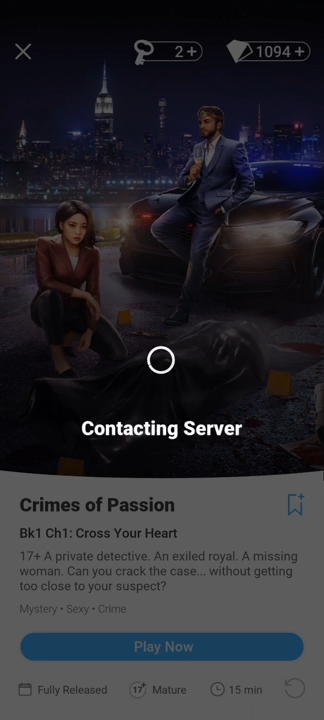 2 +
1094 +
Contacting Server
Crimes of Passion
Bk1 Ch1: Cross Your Heart
17+ A private detective. An exiled royal. A missing
woman. Can you crack the case... without getting
too close to your suspect?
Mystery • Sexy • Crime
Play Now
Fully Released
17+ Mature
15 min